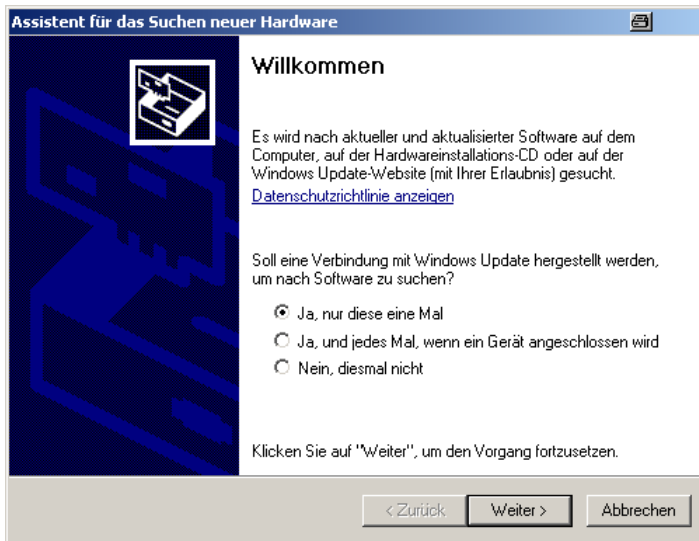 Assistent für das Suchen neuer Hardware
Willkommen
Es wird nach aktueller und aktualisierter Software auf dem
Computer, auf der Hardwareinstallations-CD oder auf der
Windows Update-Website (mit Ihrer Erlaubnis) gesucht.
Datenschutzrichtlinie anzeigen
Soll eine Verbindung mit Windows Update hergestellt werden,
um nach Software zu suchen?
Ja, nur diese eine Mal
Ja, und jedes Mal, wenn ein Gerät angeschlossen wird
Nein, diesmal nicht
Klicken Sie auf "Weiter", um den Vorgang fortzusetzen.
< Zurück Weiter > Abbrechen